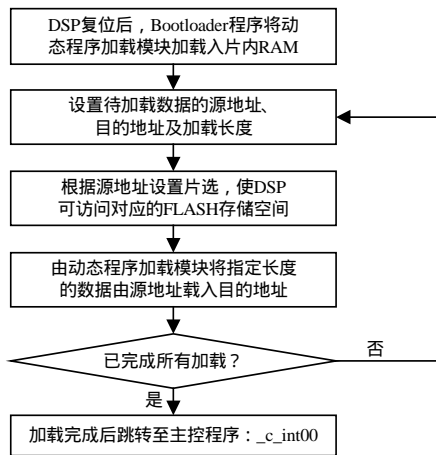 DSP复位后，Bootloader程序将动
态程序加载模块加载入片内RAM
设置待加载数据的源地址、
目的地址及加载长度
根据源地址设置片选，使DSP
可访问对应的FLASH存储空间
由动态程序加载模块将指定长度
的数据由源地址载入目的地址
已完成所有加载？
否
是
加载完成后跳转至主控程序：_c_int00